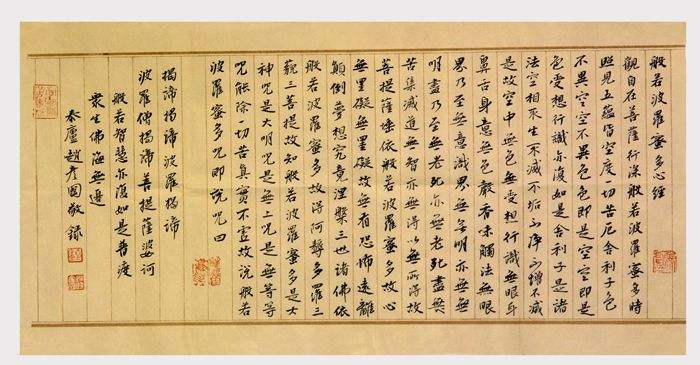 般若波羅蜜多心經
觀自在菩薩行深般若波羅蜜多時
照見五蘊皆空度一切苦厄舍利子色
不異空空不異色色即是空空即是
色受想行識亦復如是舍利子是諸
法空相不生不滅不垢不淨不增不減
是故空中無色無受想行識無眼耳
鼻舌身意無色聲香味觸法無眼
界乃至無意識界無無明亦無無
明盡乃至無老死亦無老死盡無
苦集滅道無智亦無得以無所得故
菩提薩埵依般若波羅蜜多故心
無罣礙無罣礙故無有恐怖遠離
顛倒夢想究竟涅槃三世諸佛依
般若波羅蜜多故得阿耨多羅三
藐三菩提故知般若波羅蜜多是大
神咒是大明咒是無上咒是無等等
咒能除一切苦真實不虛故說般若
波羅蜜多咒即說咒曰
揭諦揭諦波羅揭諦
波羅僧揭諦菩提薩婆訶
般若智慧亦復如是普度
衆生佛海無邊
泰廬趙彥國敬錄